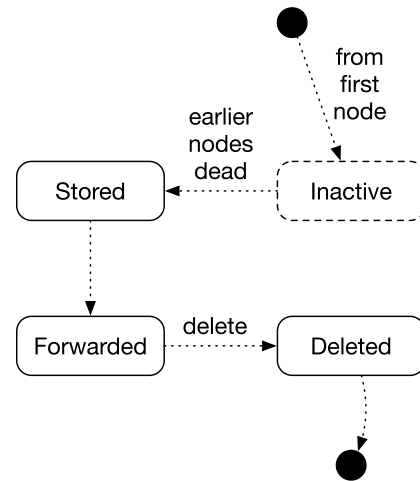 from
first
node
earlier
nodes
dead
Stored
Inactive
Forwarded
delete
Deleted